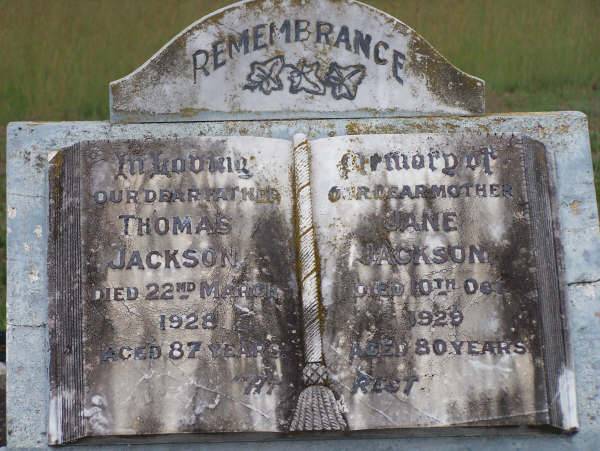 REMEMBRANCE
In Loving
OUR DEAR FATHER
THOMAS
JACKSON
DIED 22ND MARCH
1928
AGED 87 YEARS
Memory of
OUR DEAR MOTHER
JANE
JACKSON
DIED 10TH OCT
1929
AGED 80 YEARS
"AT REST"